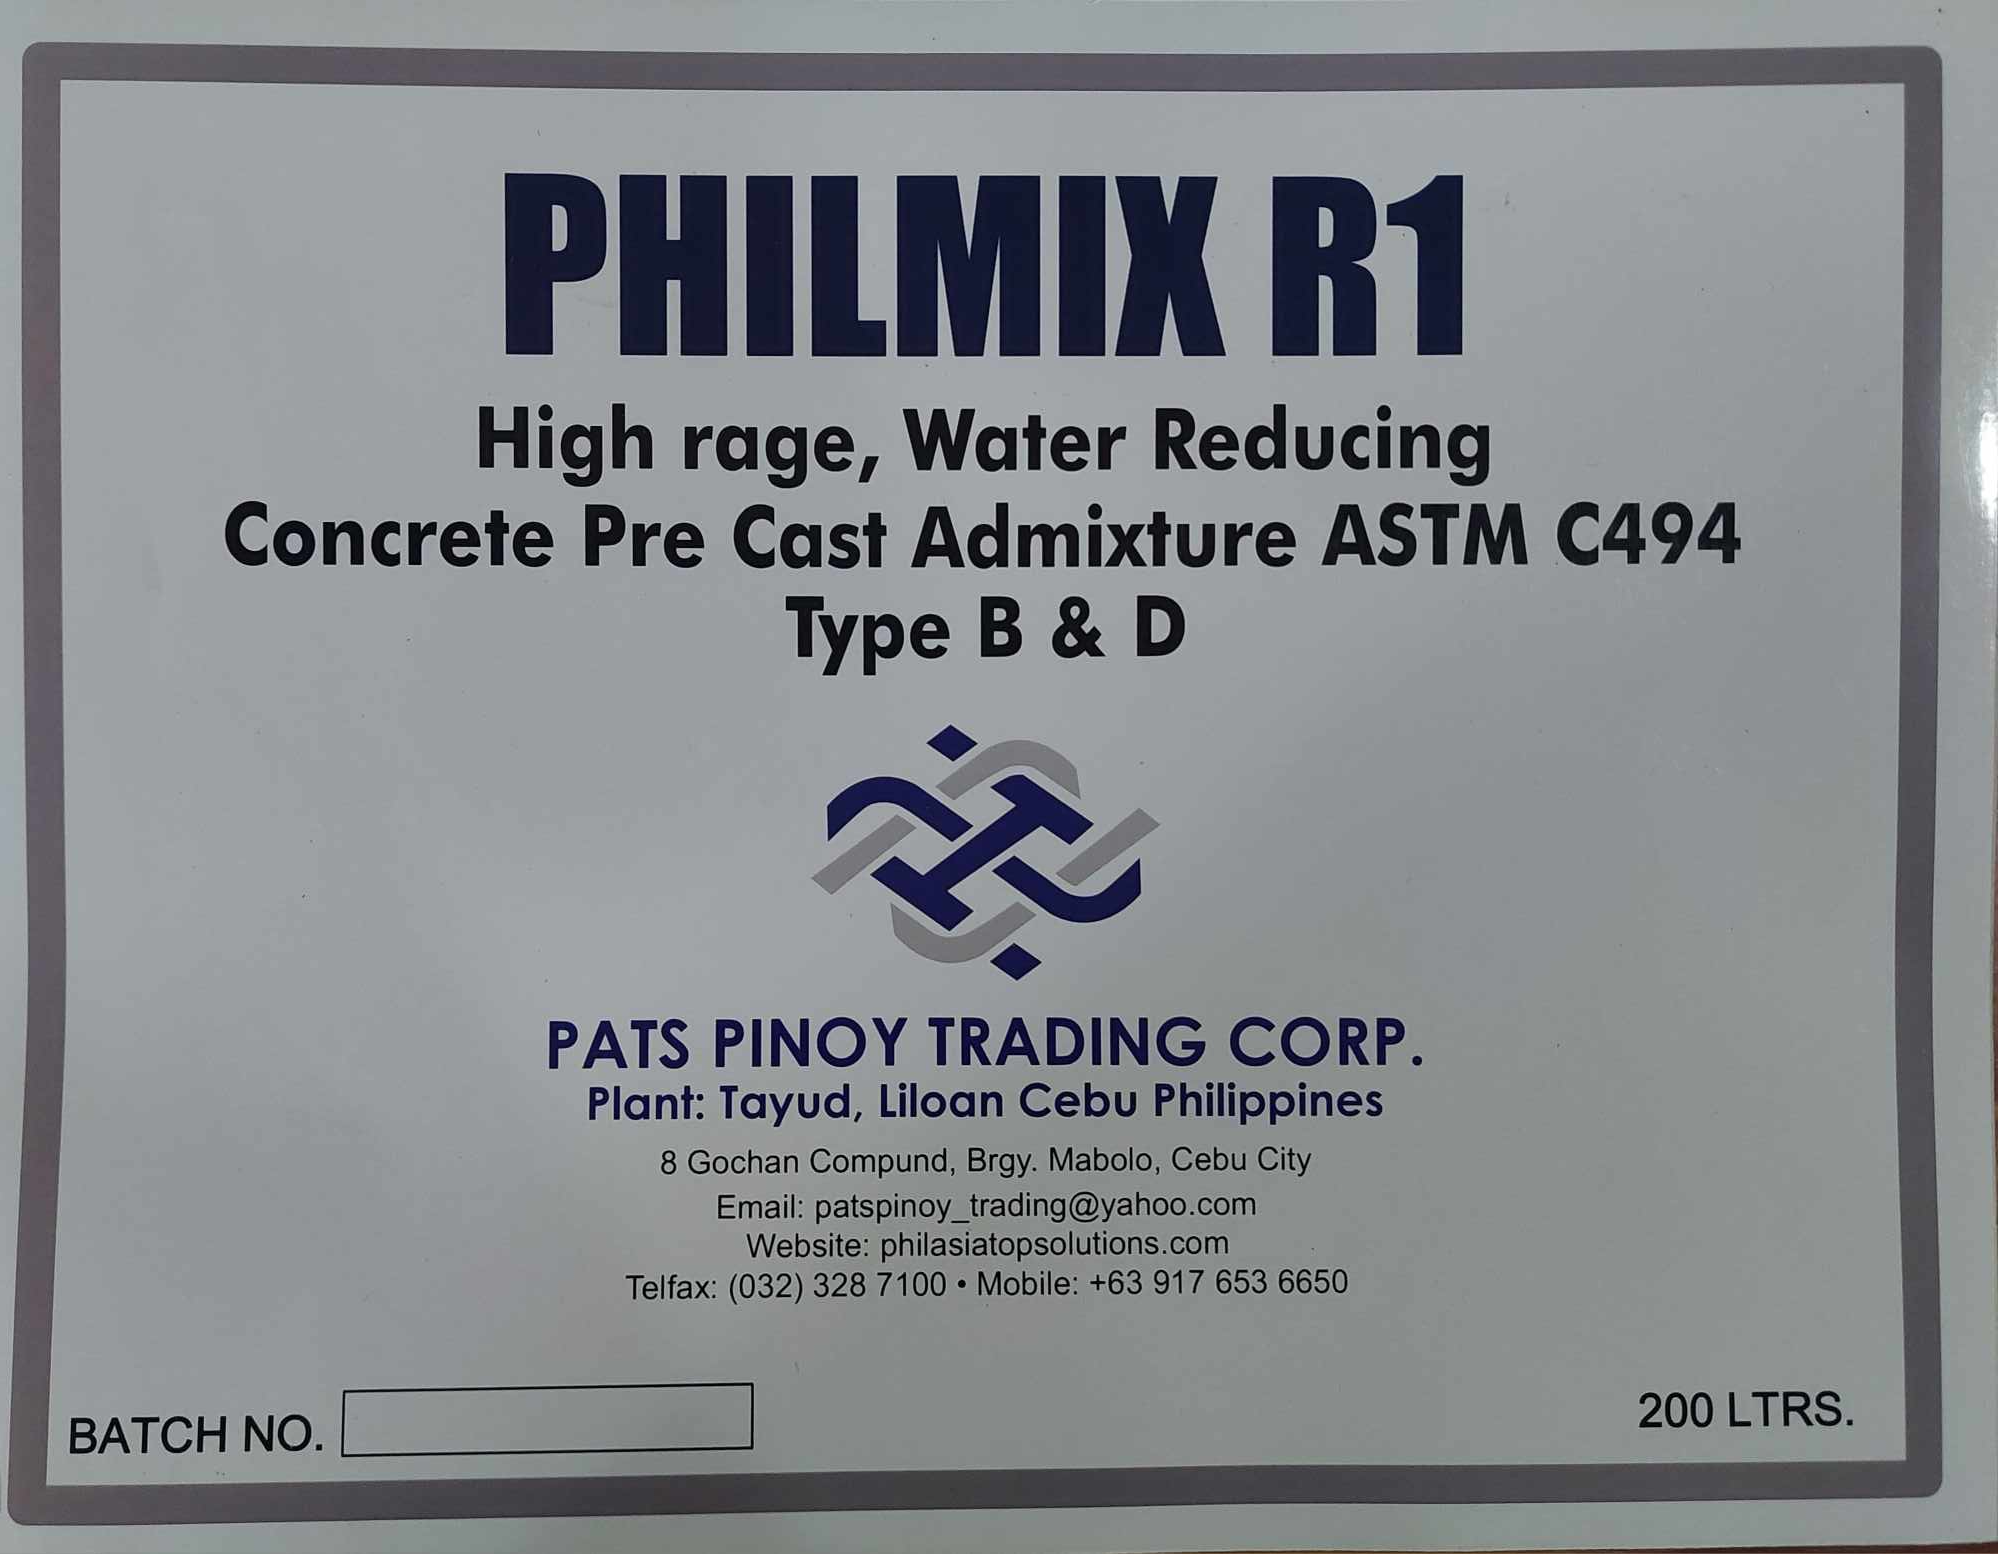 PHILMIX R1
High rage, Water Reducing
Concrete Pre Cast Admixture ASTM C494
Type B & D
PATS PINOY TRADING CORP.
Plant: Tayud, Liloan Cebu Philippines
8 Gochan Compund, Brgy. Mabolo, Cebu City
Email: patspinoy_trading@yahoo.com
Website: philasiatopsolutions.com
Telfax: (032) 328 7100 • Mobile: +63 917 653 6650
BATCH NO.
200 LTRS.